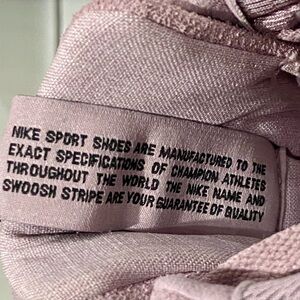 NIKE SPORT SHOES ARE MANUFACTURED TO THE
EXACT SPECIFICATIONS OF CHAMPION ATHLETES
THROUGHOUT THE WORLD THE NIKE NAME AND
SWOOSH STRIPE ARE YOUR GUARANTEE OF QUALITY